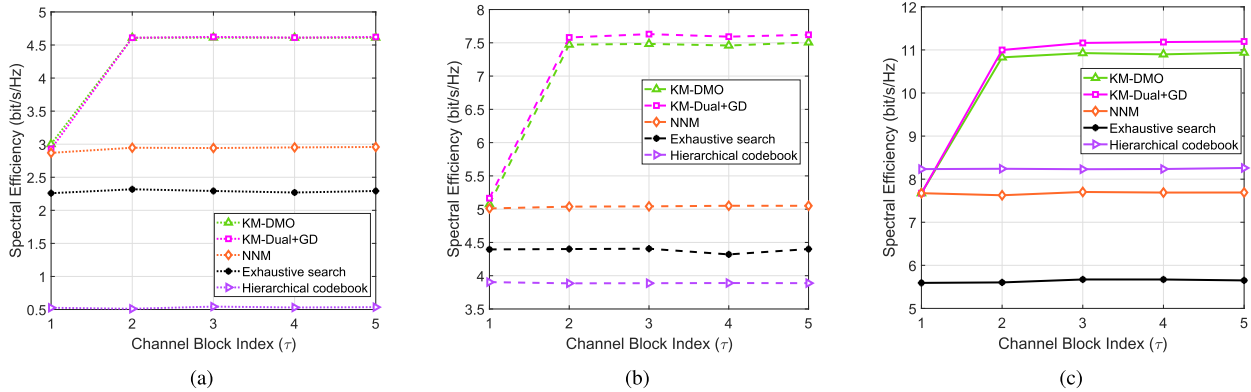 Spectral Efficiency (bit/s/Hz)
5
4.5
4
3.5
3
2.5
2
1.5
1
0.5
KM-DMO
KM-Dual+GD
NNM
Exhaustive search
Hierarchical codebook
1
2
3
4
5
Channel Block Index (τ)
(a)
Spectral Efficiency (bit/s/Hz)
8
7.5
7
6.5
6
5.5
5
4.5
4
3.5
KM-DMO
KM-Dual+GD
NNM
Exhaustive search
Hierarchical codebook
1
2
3
4
5
Channel Block Index (τ)
(b)
Spectral Efficiency (bit/s/Hz)
12
11
10
9
8
7
6
5
KM-DMO
KM-Dual+GD
NNM
Exhaustive search
Hierarchical codebook
1
2
3
4
5
Channel Block Index (τ)
(c)